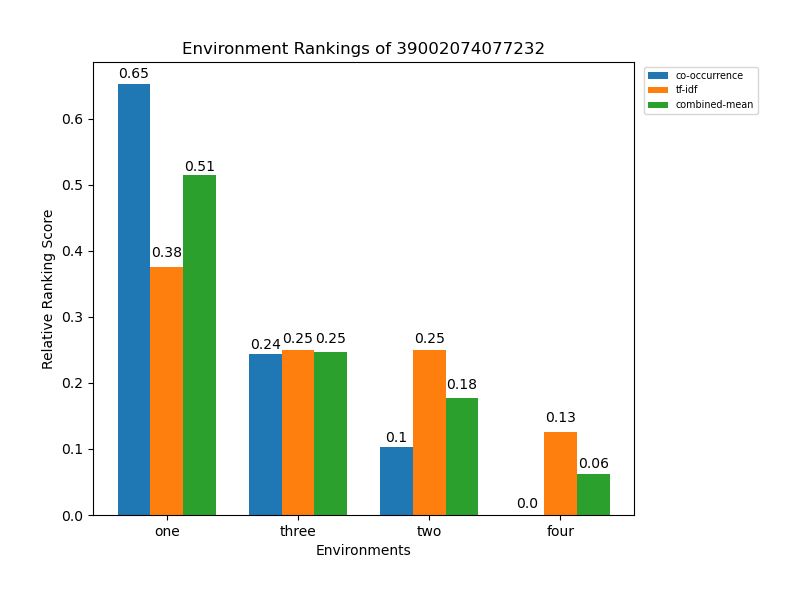 Environment Rankings of 39002074077232
co-occurrence
tf-idf
combined-mean
Relative Ranking Score
0.6
0.5
0.4
0.3
0.2
0.1
0.0
0.65
0.38
0.51
0.24
0.25
0.25
0.1
0.25
0.18
0.0
0.13
0.06
one three two four
Environments